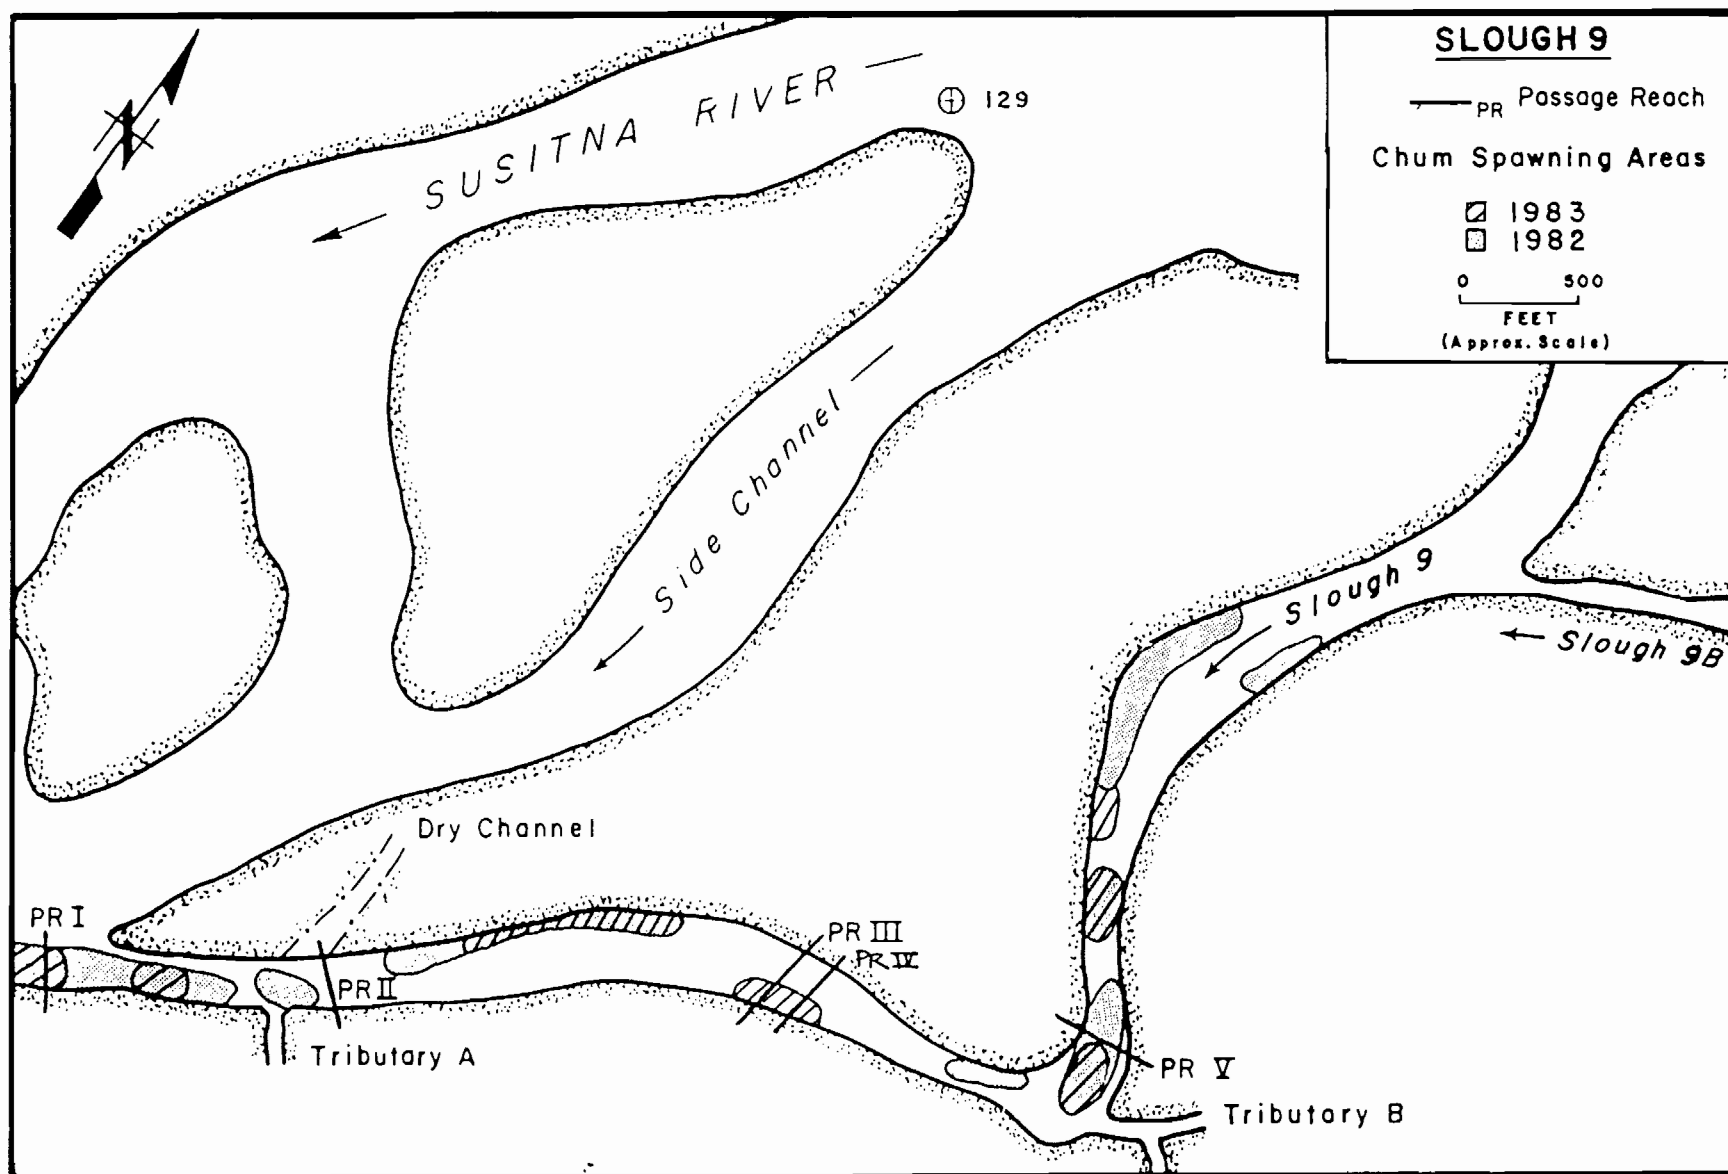 SLOUGH 9
PR Passage Reach
Chum Spawning Areas
1983
1982
0 500
FEET
(Approx. Scale)
SUSITNA RIVER
129
Side Channel
Slough 9
Slough 9B
Dry Channel
PR I
PR II
PR III
PR IV
PR V
Tributary A
Tributary B